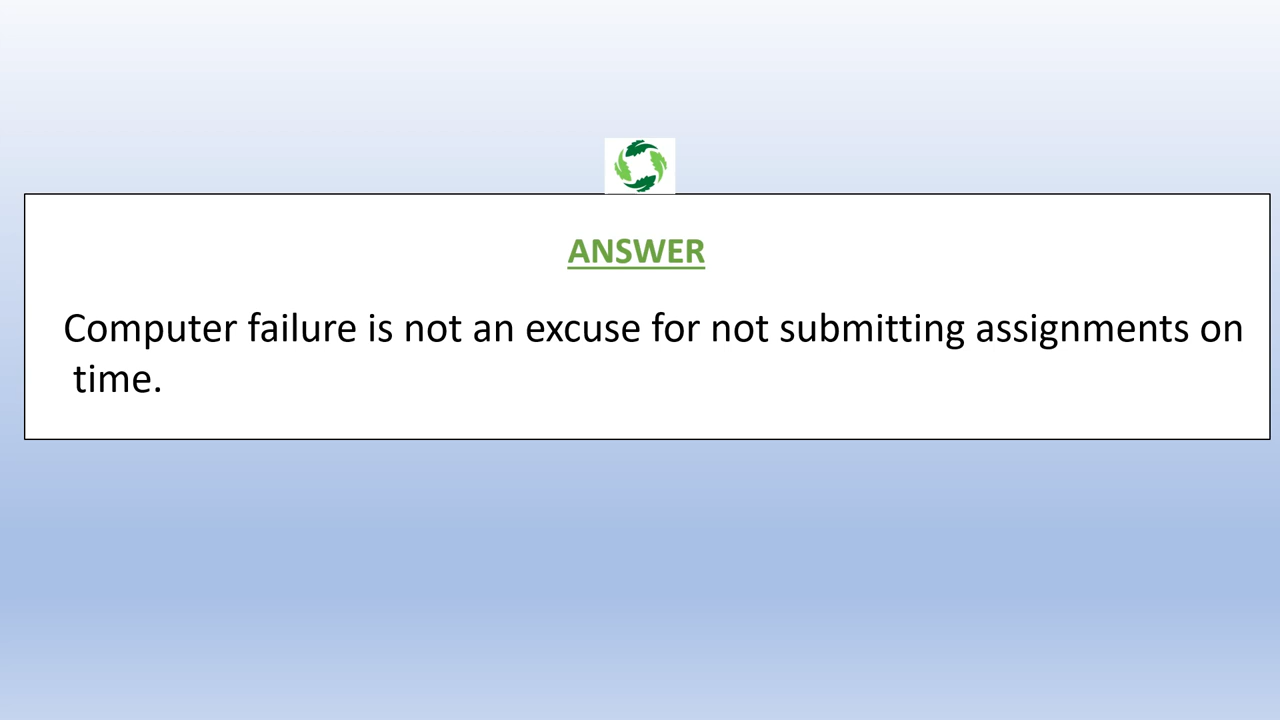 ANSWER
Computer failure is not an excuse for not submitting assignments on
time.